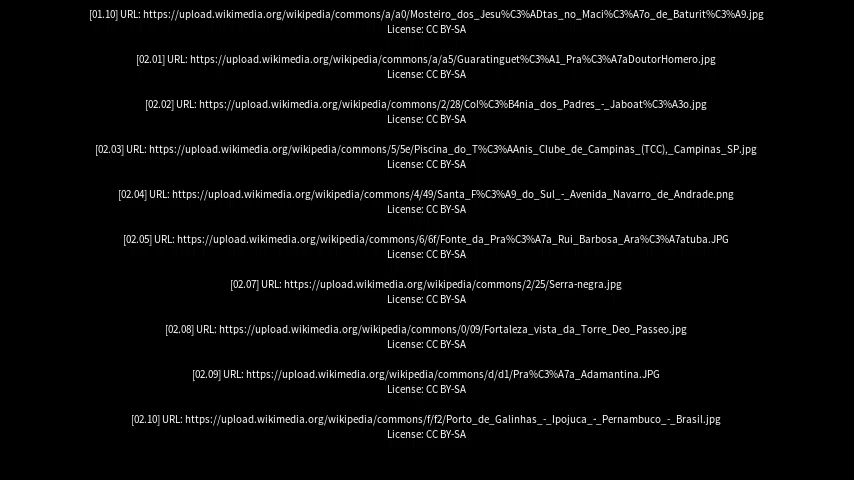 [01.10] URL: https://upload.wikimedia.org/wikipedia/commons/a/a0/Mosteiro_dos_Jesu%C3%ADtas_no_Maci%C3%A7o_de_Baturit%C3%A9.jpg
License: CC BY-SA
[02.01] URL: https://upload.wikimedia.org/wikipedia/commons/a/a5/Guaratinguet%C3%A1_Pra%C3%A7aDoutorHomero.jpg
License: CC BY-SA
[02.02] URL: https://upload.wikimedia.org/wikipedia/commons/2/28/Col%C3%B4nia_dos_Padres_-_Jaboat%C3%A3o.jpg
License: CC BY-SA
[02.03] URL: https://upload.wikimedia.org/wikipedia/commons/5/5e/Piscina_do_T%C3%AAnis_Clube_de_Campinas_(TCC),_Campinas_SP.jpg
License: CC BY-SA
[02.04] URL: https://upload.wikimedia.org/wikipedia/commons/4/49/Santa_F%C3%A9_do_Sul_-_Avenida_Navarro_de_Andrade.png
License: CC BY-SA
[02.05] URL: https://upload.wikimedia.org/wikipedia/commons/6/6f/Fonte_da_Pra%C3%A7a_Rui_Barbosa_Ara%C3%A7atuba.JPG
License: CC BY-SA
[02.07] URL: https://upload.wikimedia.org/wikipedia/commons/2/25/Serra-negra.jpg
License: CC BY-SA
[02.08] URL: https://upload.wikimedia.org/wikipedia/commons/0/09/Fortaleza_vista_da_Torre_Deo_Passeo.jpg
License: CC BY-SA
[02.09] URL: https://upload.wikimedia.org/wikipedia/commons/d/d1/Pra%C3%A7a_Adamantina.JPG
License: CC BY-SA
[02.10] URL: https://upload.wikimedia.org/wikipedia/commons/f/f2/Porto_de_Galinhas_-_Ipojuca_-_Pernambuco_-_Brasil.jpg
License: CC BY-SA